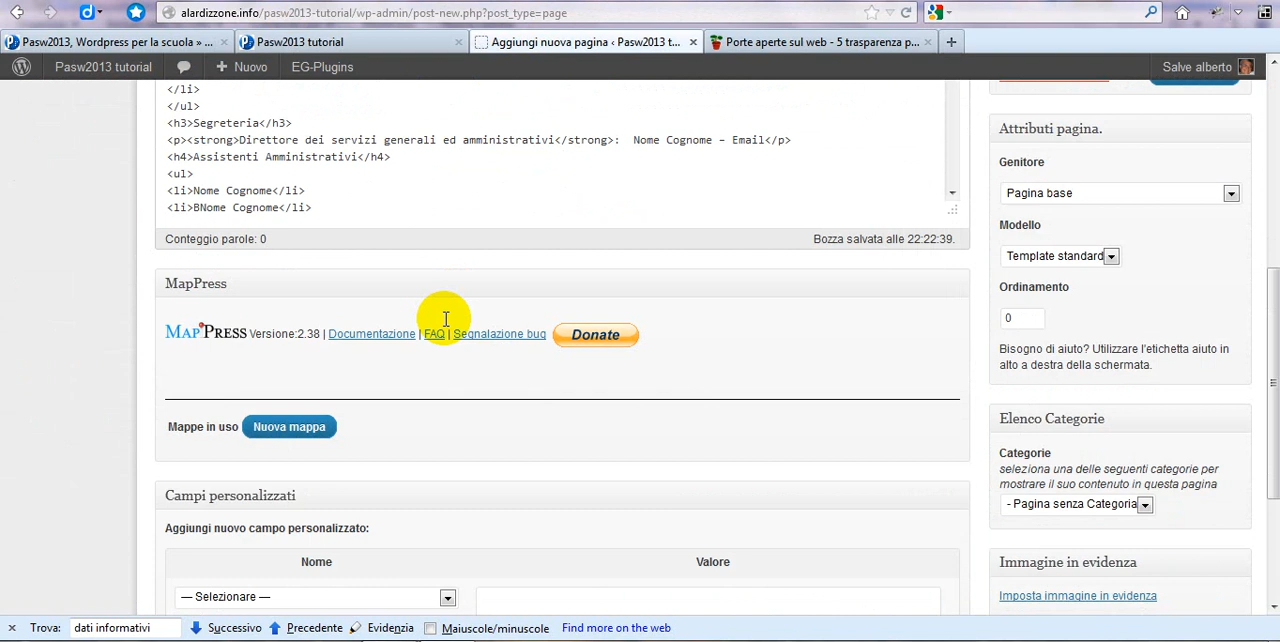 alardizzone.info/pasw2013-tutorial/wp-admin/post-new.php?post_type=page
Pasw2013, Wordpress per la scuola » ...
Pasw2013 tutorial
Aggiungi nuova pagina ‹ Pasw2013 t...
Porte aperte sul web - 5 trasparenza p...
Pasw2013 tutorial
Nuovo
EG-Plugins
Salve alberto
</li>
</ul>
<h3>Segreteria</h3>
<p><strong>Direttore dei servizi generali ed amministrativi</strong>:  Nome Cognome – Email</p>
<h4>Assistenti Amministrativi</h4>
<ul>
<li>Nome Cognome</li>
<li>BNome Cognome</li>
Conteggio parole: 0
Bozza salvata alle 22:22:39.
MapPress
MAPPRESS Versione:2.38 | Documentazione | FAQ | Segnalazione bug
Donate
Mappe in uso
Nuova mappa
Campi personalizzati
Aggiungi nuovo campo personalizzato:
Nome
Valore
— Selezionare —
Attributi pagina.
Genitore
Pagina base
Modello
Template standard
Ordinamento
0
Bisogno di aiuto? Utilizzare l'etichetta aiuto in
alto a destra della schermata.
Elenco Categorie
Categorie
seleziona una delle seguenti categorie per
mostrare il suo contenuto in questa pagina
- Pagina senza Categoria
Immagine in evidenza
Imposta immagine in evidenza
Trova:
dati informativi
Successivo
Precedente
Evidenzia
Maiuscole/minuscole
Find more on the web